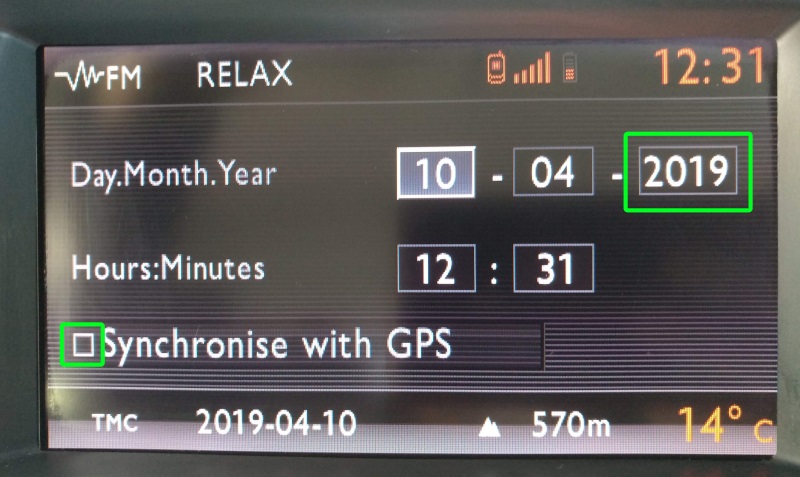 FM RELAX 12:31
Day.Month.Year 10 - 04 - 2019
Hours:Minutes 12 : 31
Synchronise with GPS
TMC 2019-04-10 570m 14° C